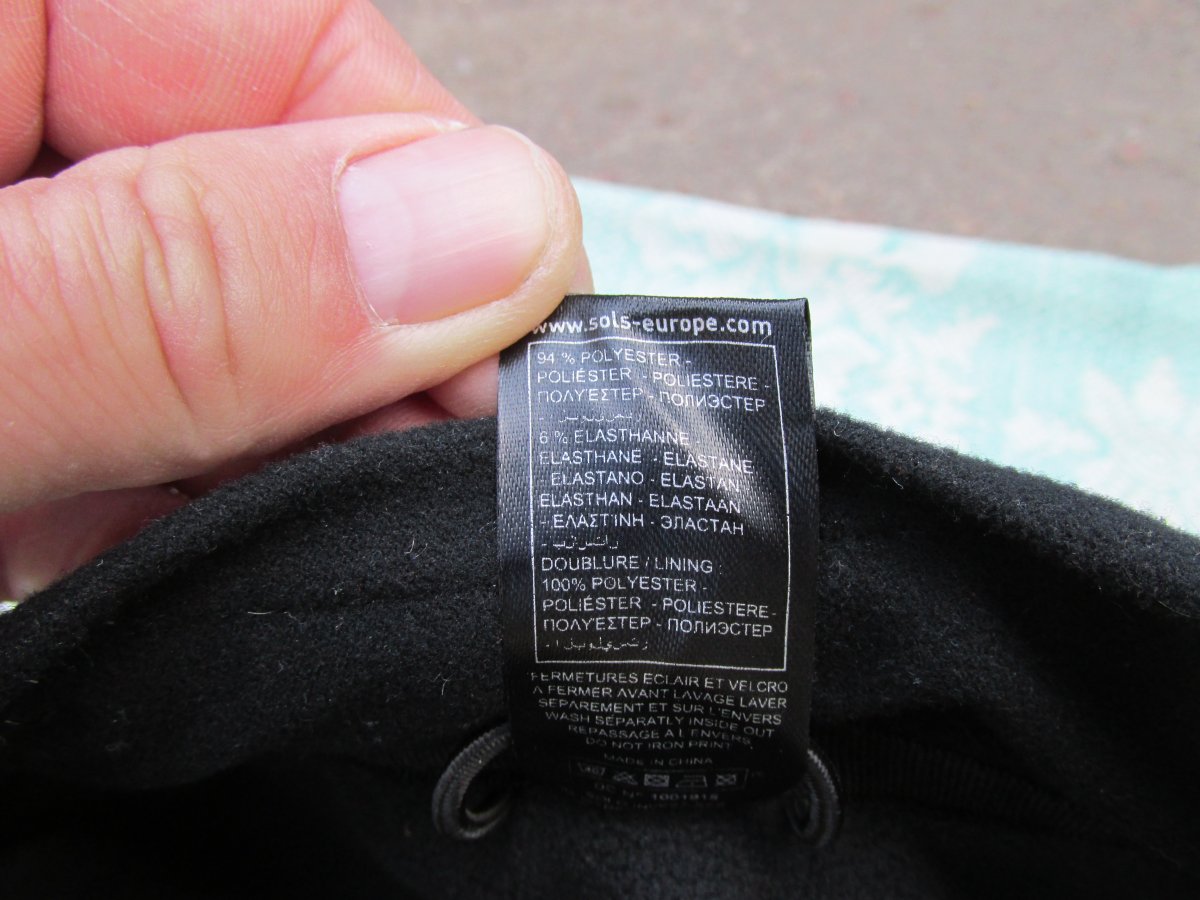 www.sols-europe.com
94 % POLYESTER -
POLIÉSTER - POLIESTERE -
ΠΟΛΥΕΣΤΕΡ - ПОЛИЭСТЕР
6 % ELASTHANNE
ELASTHANE - ELASTANE
ELASTANO - ELASTAN
ELASTHAN - ELASTAAN
- ΕΛΑΣΤΙΝΗ - ЭЛАСТАН
DOUBLURE / LINING :
100% POLYESTER -
POLIÉSTER - POLIESTERE -
ΠΟΛΥΕΣΤΕΡ - ПОЛИЭСТЕР
FERMETURES ECLAIR ET VELCRO
A FERMER AVANT LAVAGE LAVER
SEPAREMENT ET SUR L'ENVERS
WASH SEPARATLY INSIDE OUT
REPASSAGE A L'ENVERS.
DO NOT IRON PRINT
MADE IN CHINA